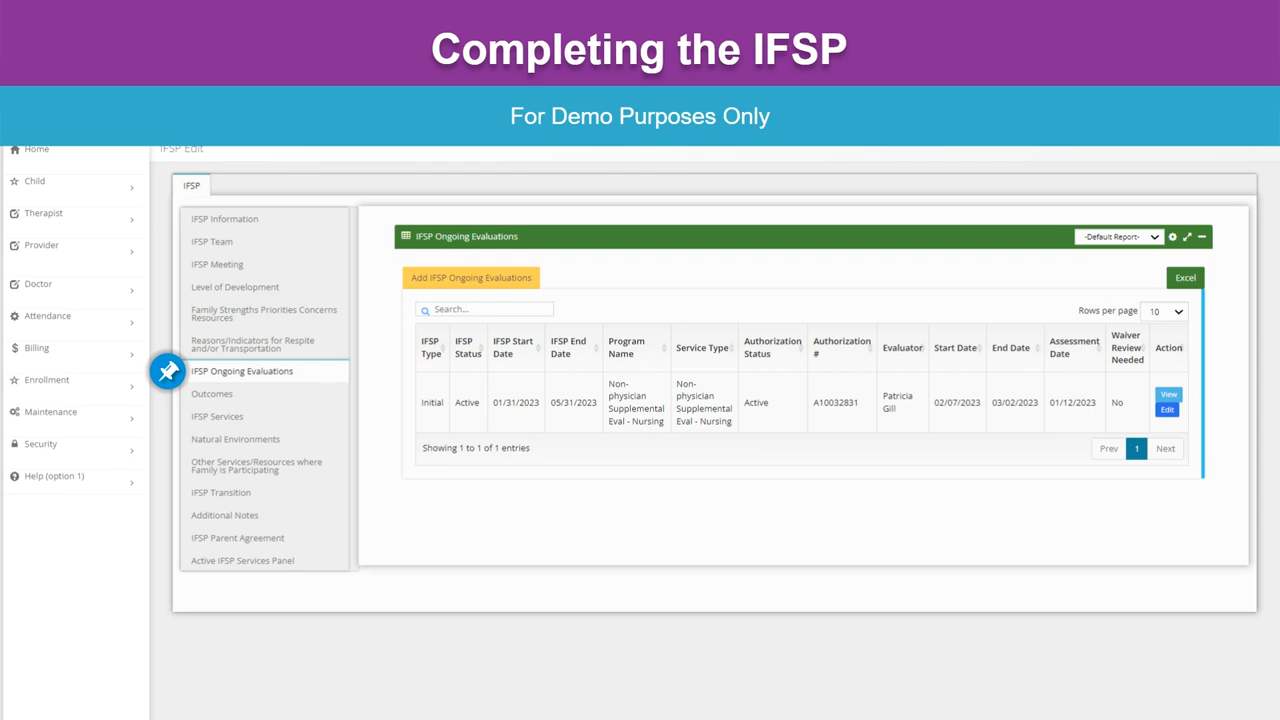 Completing the IFSP
For Demo Purposes Only
Home
IFSP Edit
Child
Therapist
Provider
Doctor
Attendance
Billing
Enrollment
Maintenance
Security
Help (option 1)
IFSP
IFSP Information
IFSP Team
IFSP Meeting
Level of Development
Family Strengths Priorities Concerns
Resources
Reasons/Indicators for Respite
and/or Transportation
IFSP Ongoing Evaluations
Outcomes
IFSP Services
Natural Environments
Other Services/Resources where
Family is Participating
IFSP Transition
Additional Notes
IFSP Parent Agreement
Active IFSP Services Panel
IFSP Ongoing Evaluations
-Default Report-
Add IFSP Ongoing Evaluations
Excel
Search...
Rows per page 10
IFSP Type IFSP Status IFSP Start Date IFSP End Date Program Name Service Type Authorization Status Authorization # Evaluator Start Date End Date Assessment Date Waiver Review Needed Action
Initial Active 01/31/2023 05/31/2023 Non-physician Supplemental Eval - Nursing Non-physician Supplemental Eval - Nursing Active A10032831 Patricia Gill 02/07/2023 03/02/2023 01/12/2023 No View Edit
Showing 1 to 1 of 1 entries
Prev 1 Next